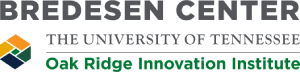 BREDESEN CENTER
THE UNIVERSITY OF TENNESSEE
Oak Ridge Innovation Institute